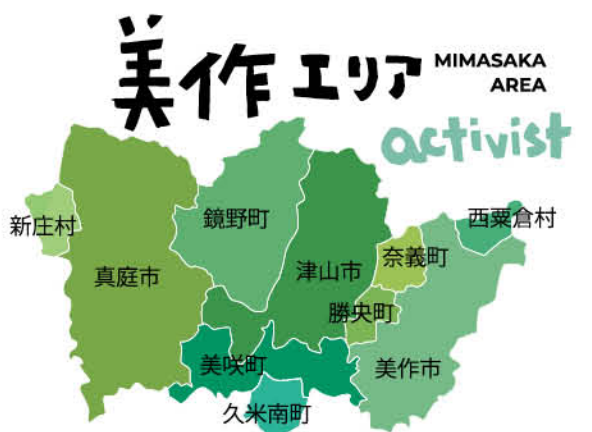 美作エリア
MIMASAKA
AREA
activist
新庄村
真庭市
鏡野町
津山市
奈義町
西粟倉村
勝央町
美咲町
美作市
久米南町